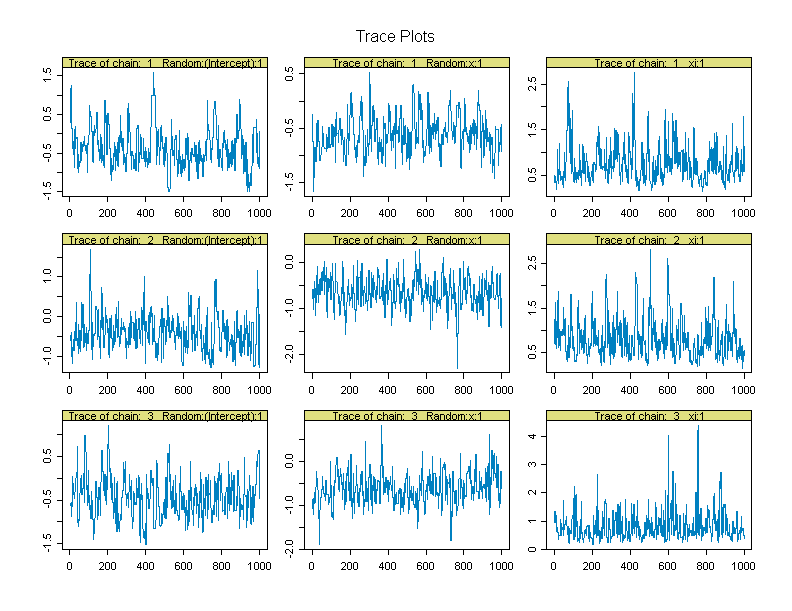 Trace Plots
Trace of chain: 1 Random:(Intercept):1
Trace of chain: 1 Random:x:1
Trace of chain: 1 xi:1
1.5
0.5
-0.5
-1.5
0 200 400 600 800 1000
0.5
-0.5
-1.5
0 200 400 600 800 1000
2.5
1.5
0.5
0 200 400 600 800 1000
Trace of chain: 2 Random:(Intercept):1
Trace of chain: 2 Random:x:1
Trace of chain: 2 xi:1
1.0
0.0
-1.0
0 200 400 600 800 1000
0.0
-1.0
-2.0
0 200 400 600 800 1000
2.5
1.5
0.5
0 200 400 600 800 1000
Trace of chain: 3 Random:(Intercept):1
Trace of chain: 3 Random:x:1
Trace of chain: 3 xi:1
0.5
-0.5
-1.5
0 200 400 600 800 1000
0.0
-1.0
-2.0
0 200 400 600 800 1000
4
3
2
1
0
0 200 400 600 800 1000